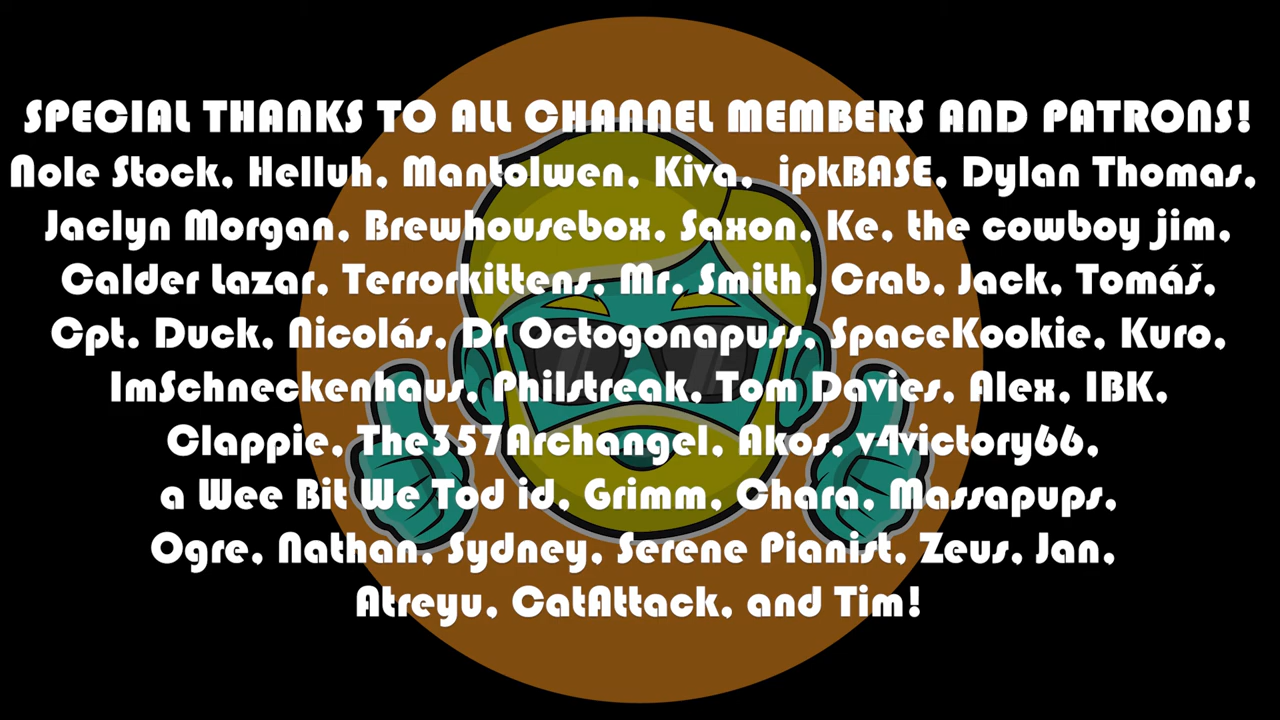 SPECIAL THANKS TO ALL CHANNEL MEMBERS AND PATRONS!
Nole Stock, Helluh, Mantolwen, Kiva, ipkBASE, Dylan Thomas,
Jaclyn Morgan, Brewhousebox, Saxon, Ke, the cowboy jim,
Calder Lazar, Terrorkittens, Mr. Smith, Crab, Jack, Tomáš,
Cpt. Duck, Nicolás, Dr Octogonapuss, SpaceKookie, Kuro,
ImSchneckenhaus, Philstreak, Tom Davies, Alex, IBK,
Clappie, The357Archangel, Akos, v4victory66,
a Wee Bit We Tod id, Grimm, Chara, Massapups,
Ogre, Nathan, Sydney, Serene Pianist, Zeus, Jan,
Atreyu, CatAttack, and Tim!